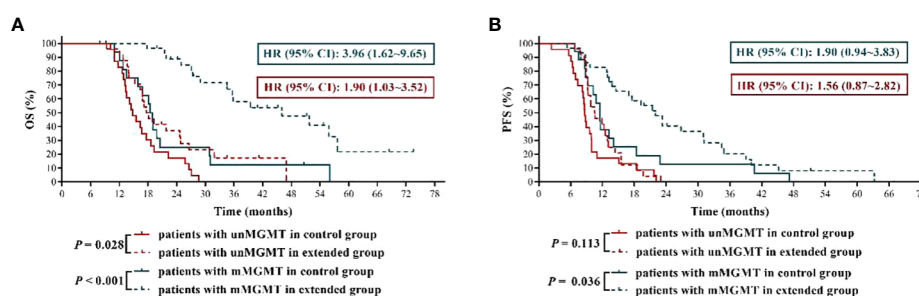 A
B
HR (95% CI): 3.96 (1.62~9.65)
HR (95% CI): 1.90 (1.03~3.52)
OS (%)
100
90
80
70
60
50
40
30
20
10
0
0 6 12 18 24 30 36 42 48 54 60 66 72 78
Time (months)
P = 0.028
patients with unMGMT in control group
patients with unMGMT in extended group
P < 0.001
patients with mMGMT in control group
patients with mMGMT in extended group
HR (95% CI): 1.90 (0.94~3.83)
HR (95% CI): 1.56 (0.87~2.82)
PFS (%)
100
90
80
70
60
50
40
30
20
10
0
0 6 12 18 24 30 36 42 48 54 60 66
Time (months)
P = 0.113
patients with unMGMT in control group
patients with unMGMT in extended group
P = 0.036
patients with mMGMT in control group
patients with mMGMT in extended group